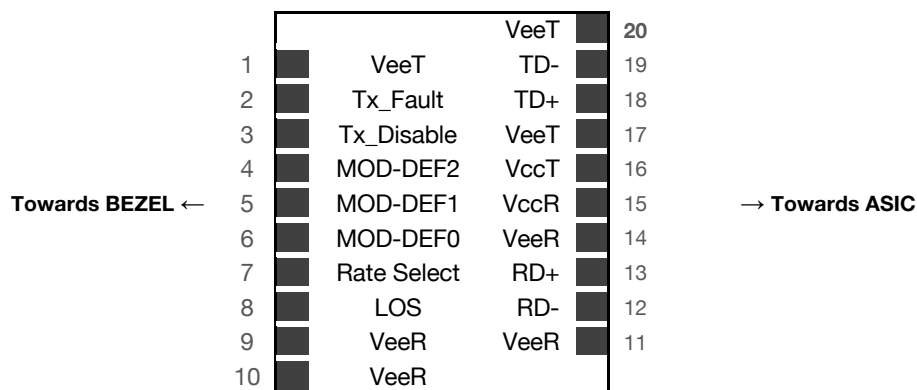 VeeT 20
1 VeeT TD- 19
2 Tx_Fault TD+ 18
3 Tx_Disable VeeT 17
4 MOD-DEF2 VccT 16
Towards BEZEL ← 5 MOD-DEF1 VccR 15 → Towards ASIC
6 MOD-DEF0 VeeR 14
7 Rate Select RD+ 13
8 LOS RD- 12
9 VeeR VeeR 11
10 VeeR